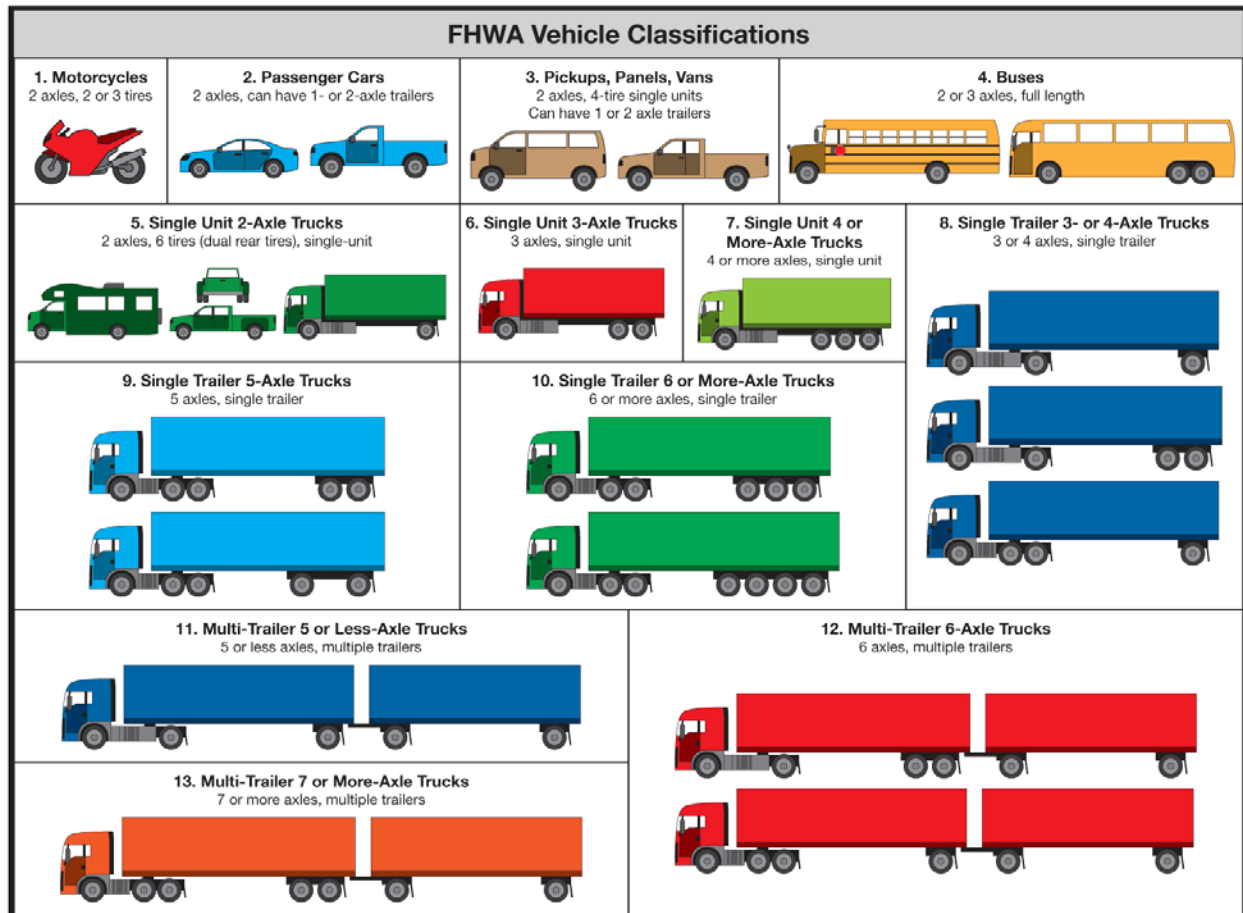 FHWA Vehicle Classifications
1. Motorcycles
2 axles, 2 or 3 tires
2. Passenger Cars
2 axles, can have 1- or 2-axle trailers
3. Pickups, Panels, Vans
2 axles, 4-tire single units
Can have 1 or 2 axle trailers
4. Buses
2 or 3 axles, full length
5. Single Unit 2-Axle Trucks
2 axles, 6 tires (dual rear tires), single-unit
6. Single Unit 3-Axle Trucks
3 axles, single unit
7. Single Unit 4 or
More-Axle Trucks
4 or more axles, single unit
8. Single Trailer 3- or 4-Axle Trucks
3 or 4 axles, single trailer
9. Single Trailer 5-Axle Trucks
5 axles, single trailer
10. Single Trailer 6 or More-Axle Trucks
6 or more axles, single trailer
11. Multi-Trailer 5 or Less-Axle Trucks
5 or less axles, multiple trailers
12. Multi-Trailer 6-Axle Trucks
6 axles, multiple trailers
13. Multi-Trailer 7 or More-Axle Trucks
7 or more axles, multiple trailers